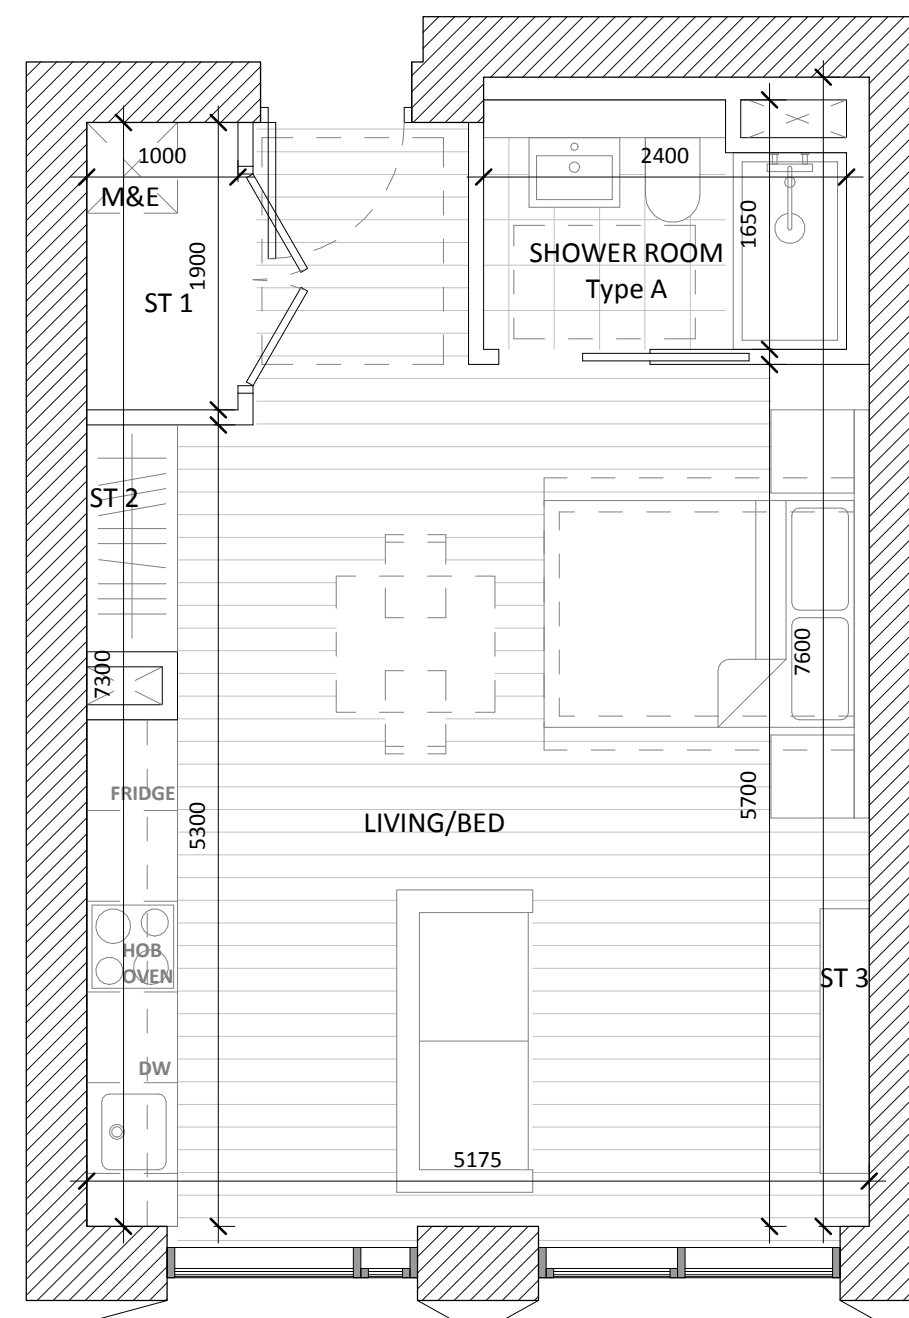 1000
2400
M&E
1650
SHOWER ROOM
Type A
1900
ST 1
ST 2
7300
7600
FRIDGE
5300
5700
LIVING/BED
HOB
OVEN
ST 3
DW
5175